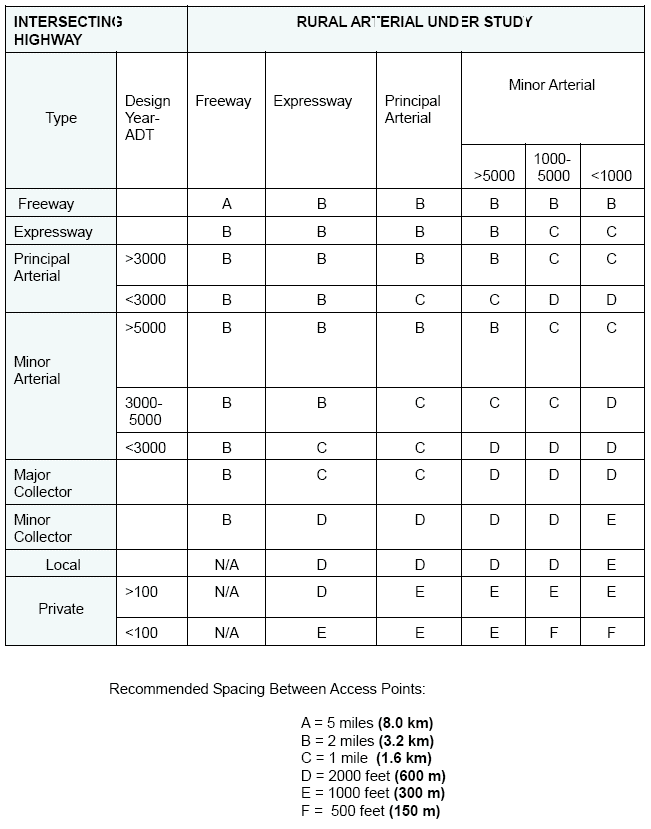 INTERSECTING HIGHWAY RURAL ARTERIAL UNDER STUDY
Type Design Year-ADT Freeway Expressway Principal Arterial Minor Arterial
>5000 1000-5000 <1000
Freeway A B B B B B
Expressway B B B B C C
Principal Arterial >3000 B B B B C C
<3000 B B C C D D
Minor Arterial >5000 B B B B C C
3000-5000 B B C C C D
<3000 B C C D D D
Major Collector B C C D D D
Minor Collector B D D D D E
Local N/A D D D D E
Private >100 N/A D E E E E
<100 N/A E E E F F
Recommended Spacing Between Access Points:
A = 5 miles (8.0 km)
B = 2 miles (3.2 km)
C = 1 mile (1.6 km)
D = 2000 feet (600 m)
E = 1000 feet (300 m)
F = 500 feet (150 m)